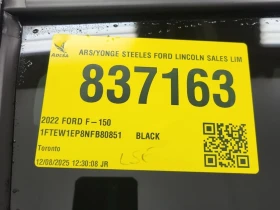 ADESA
ARS/YONGE STEELES FORD LINCOLN SALES LIM
837163
2022 FORD F-150
1FTEW1EP8NFB80851 BLACK
Toronto
12/08/2025 12:30:08 JR